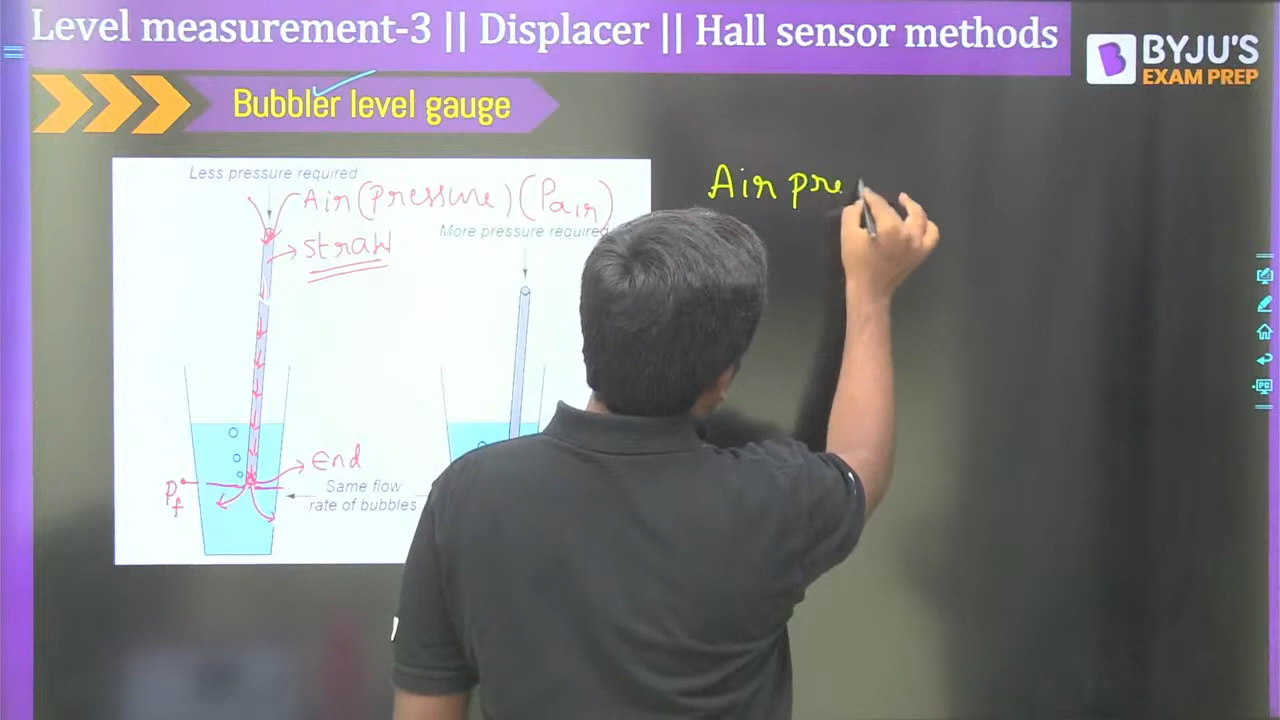 Level measurement-3 || Displacer || Hall sensor methods
BYJU'S
EXAM PREP
Bubbler level gauge
Less pressure required
Air (pressure) (Pair)
More pressure required
straw
Air pre
End
Pf
Same flow
rate of bubbles
PC